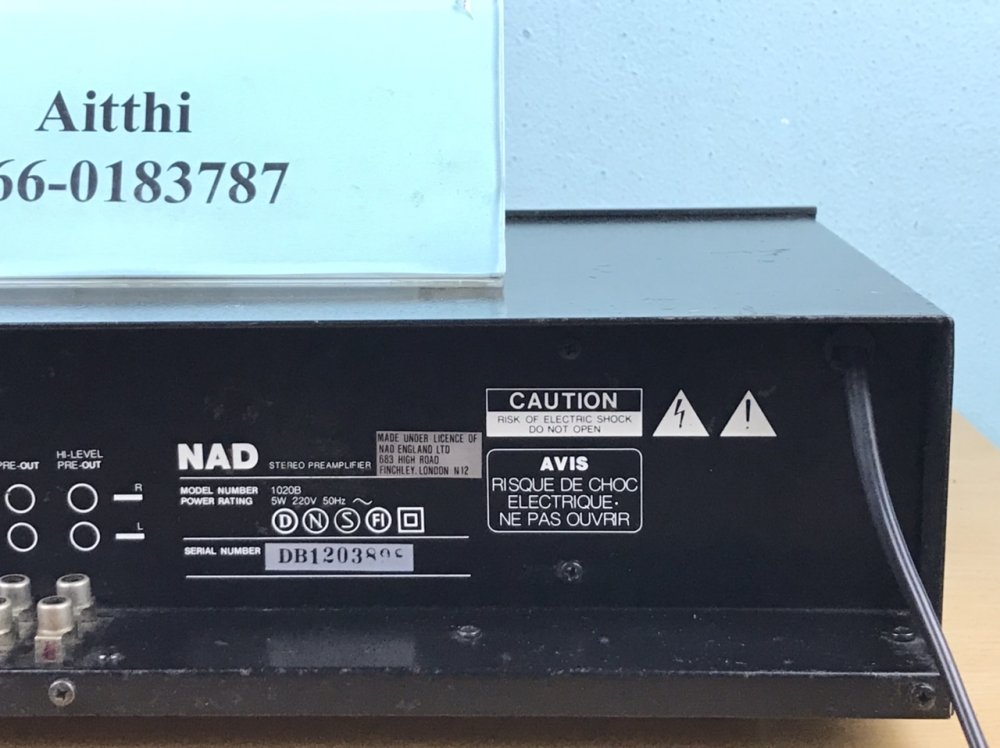 Aitthi
66-0183787
HI-LEVEL
PRE-OUT PRE-OUT
R
L
NAD STEREO PREAMPLIFIER
MADE UNDER LICENCE OF
NAD ENGLAND LTD
683 HIGH ROAD
FINCHLEY, LONDON N12
MODEL NUMBER 1020B
POWER RATING 5W 220V 50Hz ~
D N S FI
SERIAL NUMBER
CAUTION
RISK OF ELECTRIC SHOCK
DO NOT OPEN
AVIS
RISQUE DE CHOC
ELECTRIQUE·
NE PAS OUVRIR